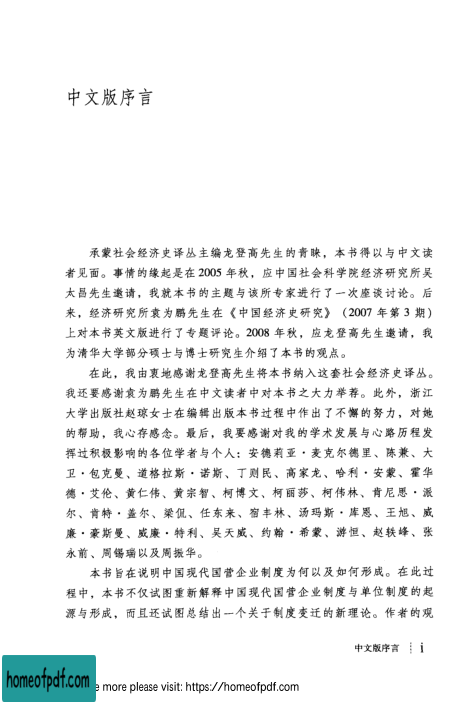 中文版序言
承蒙社会经济史译丛主编龙登高先生的青睐，本书得以与中文读
者见面。事情的缘起是在 2005 年秋，应中国社会科学院经济研究所吴
太昌先生邀请，我就本书的主题与该所专家进行了一次座谈讨论。后
来，经济研究所袁为鹏先生在《中国经济史研究》（2007 年第 3 期）
上对本书英文版进行了专题评论。2008 年秋，应龙登高先生邀请，我
为清华大学部分硕士与博士研究生介绍了本书的观点。
在此，我由衷地感谢龙登高先生将本书纳入这套社会经济史译丛。
我还要感谢袁为鹏先生在中文读者中对本书之大力举荐。此外，浙江
大学出版社赵琼女士在编辑出版本书过程中作出了不懈的努力，对她
的帮助，我心存感念。最后，我要感谢对我的学术发展与心路历程发
挥过积极影响的各位学者与个人：安德莉亚·麦克尔德里、陈兼、大
卫·包克曼、道格拉斯·诺斯、丁则民、高家龙、哈利·安蒙、霍华
德·艾伦、黄仁伟、黄宗智、柯博文、柯丽莎、柯伟林、肯尼思·派
尔、肯特·盖尔、梁侃、任东来、宿丰林、汤玛斯·库恩、王旭、威
廉·豪斯曼、威廉·特利、吴天威、约翰·希蒙、游恒、赵轶峰、张
永前、周锡瑞以及周振华。
本书旨在说明中国现代国营企业制度为何以及如何形成。在此过
程中，本书不仅试图重新解释中国现代国营企业制度与单位制度的起
源与形成，而且还试图总结出一个关于制度变迁的新理论。作者的观
中文版序言 i
homeofpdf.com
e more please visit: https://homeofpdf.com